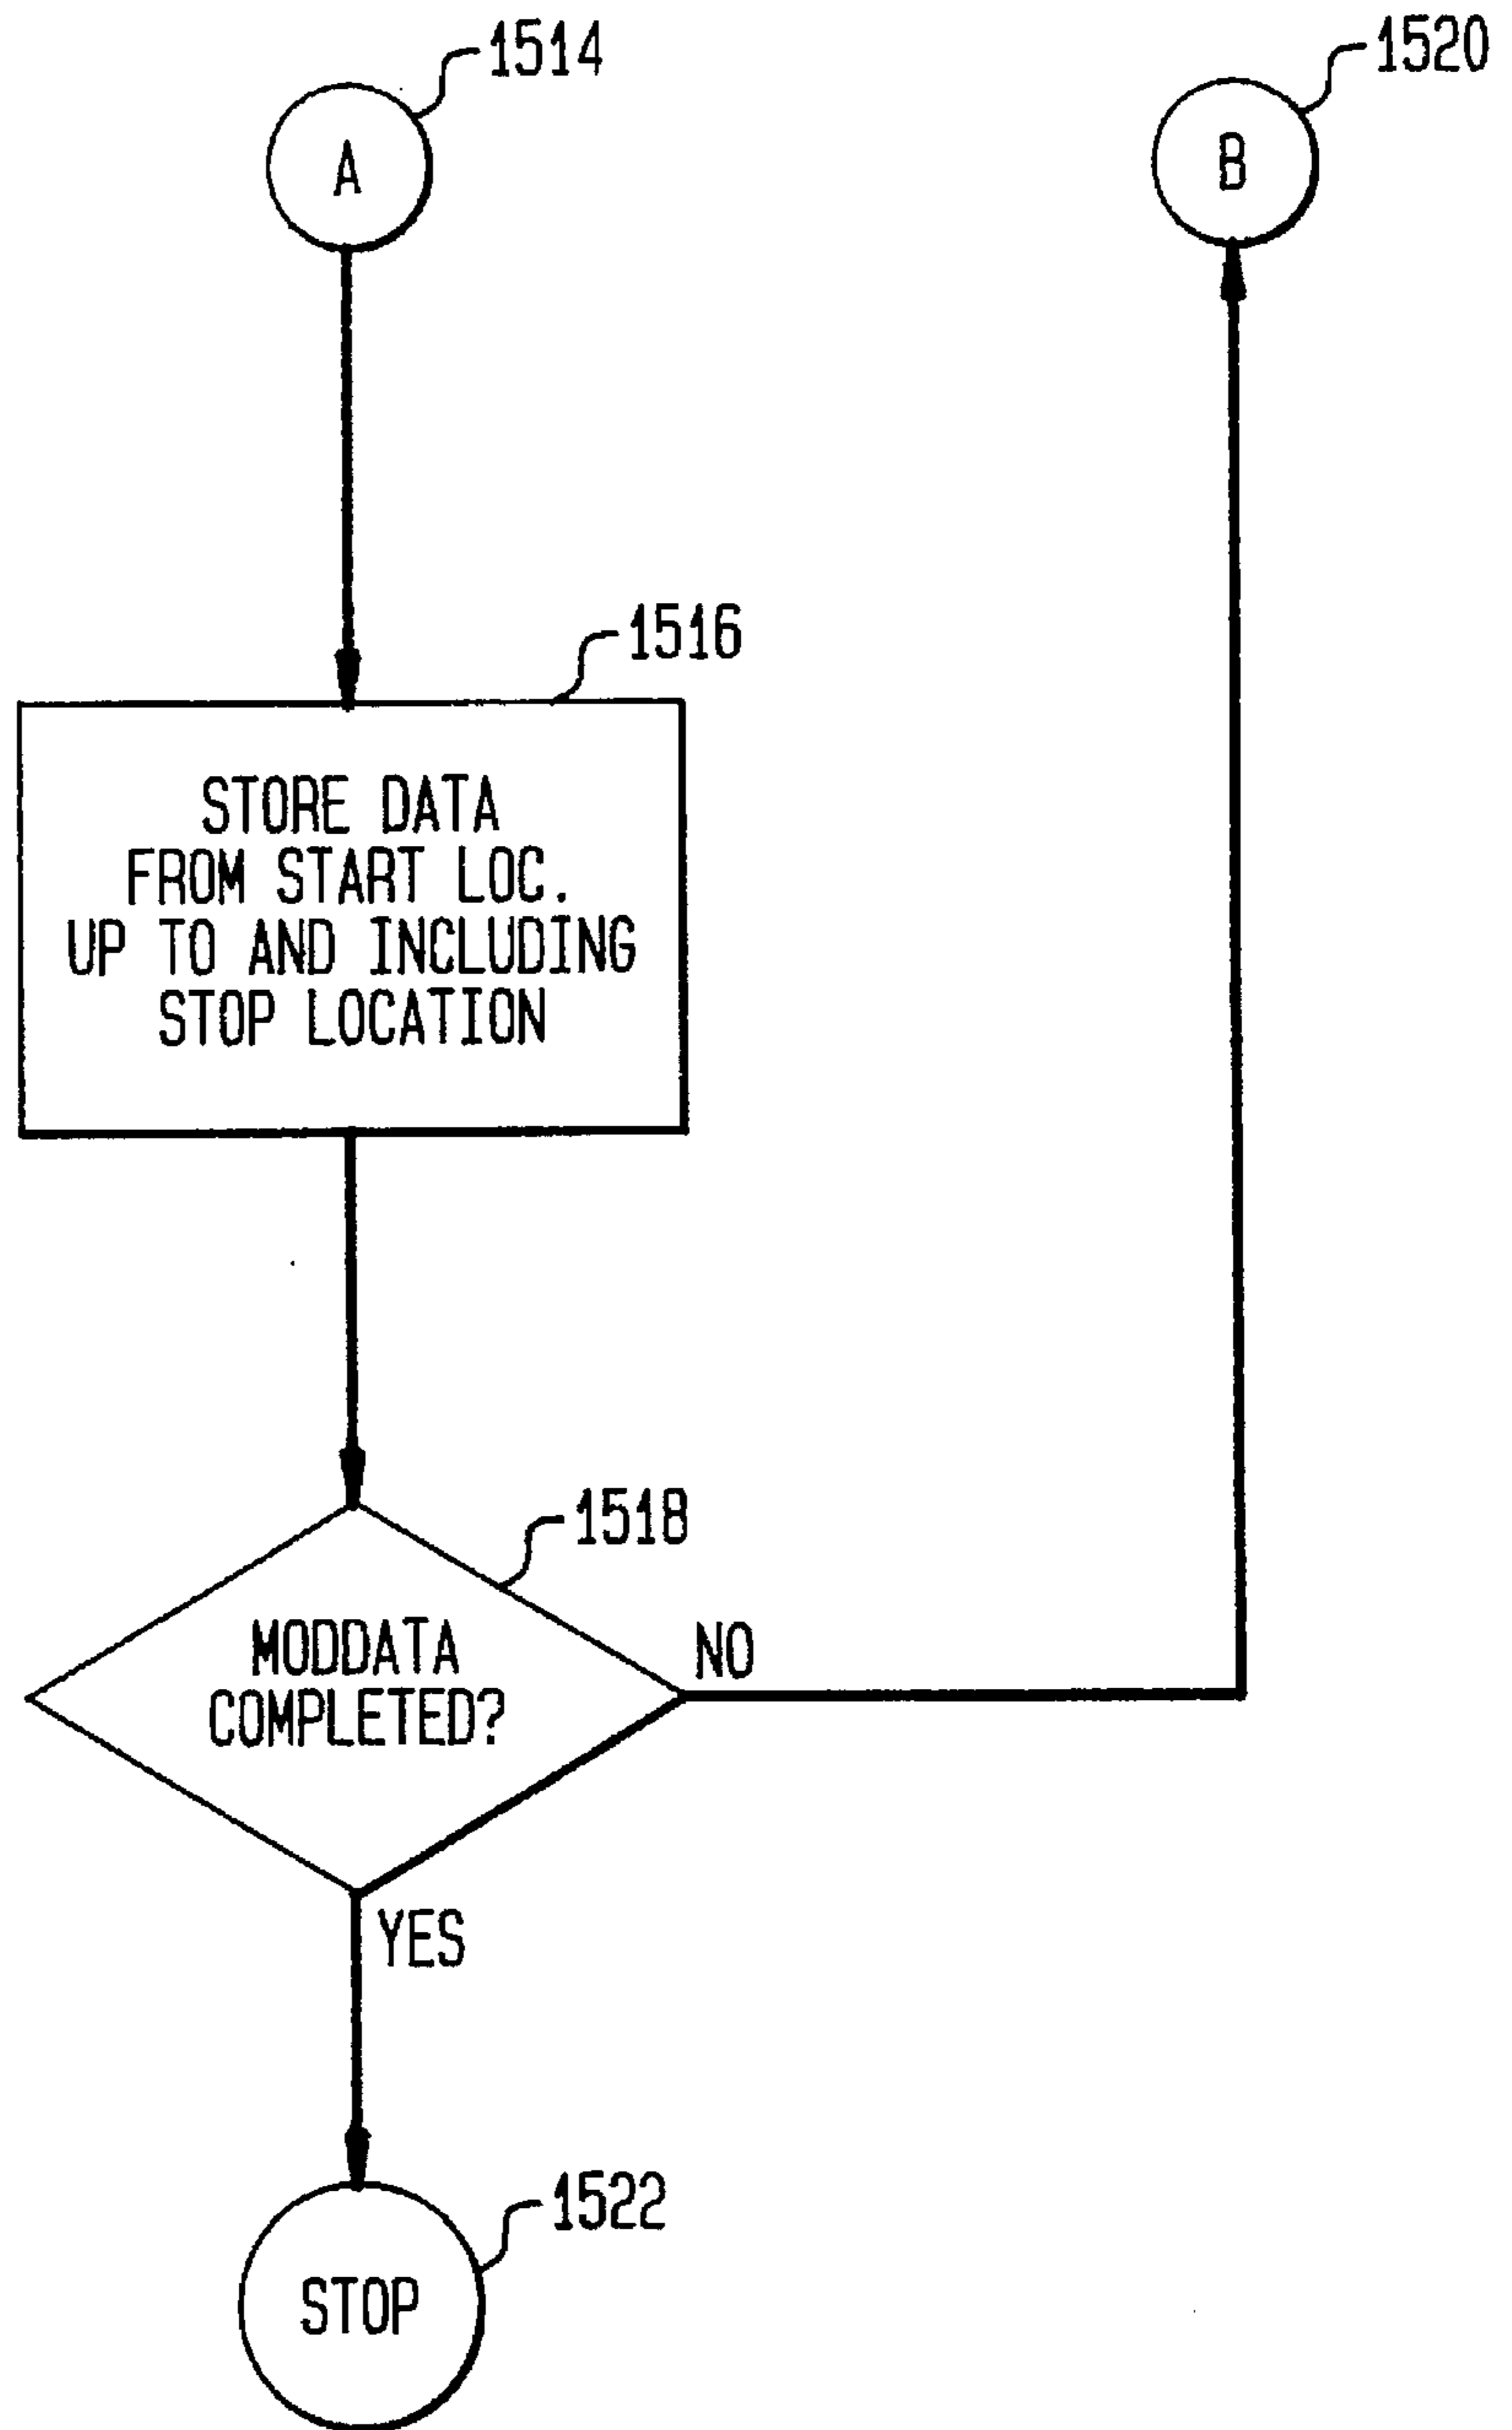 1514
1520
A
B
1516
STORE DATA
FROM START LOC.
UP TO AND INCLUDING
STOP LOCATION
1518
MODDATA
COMPLETED?
NO
YES
1522
STOP